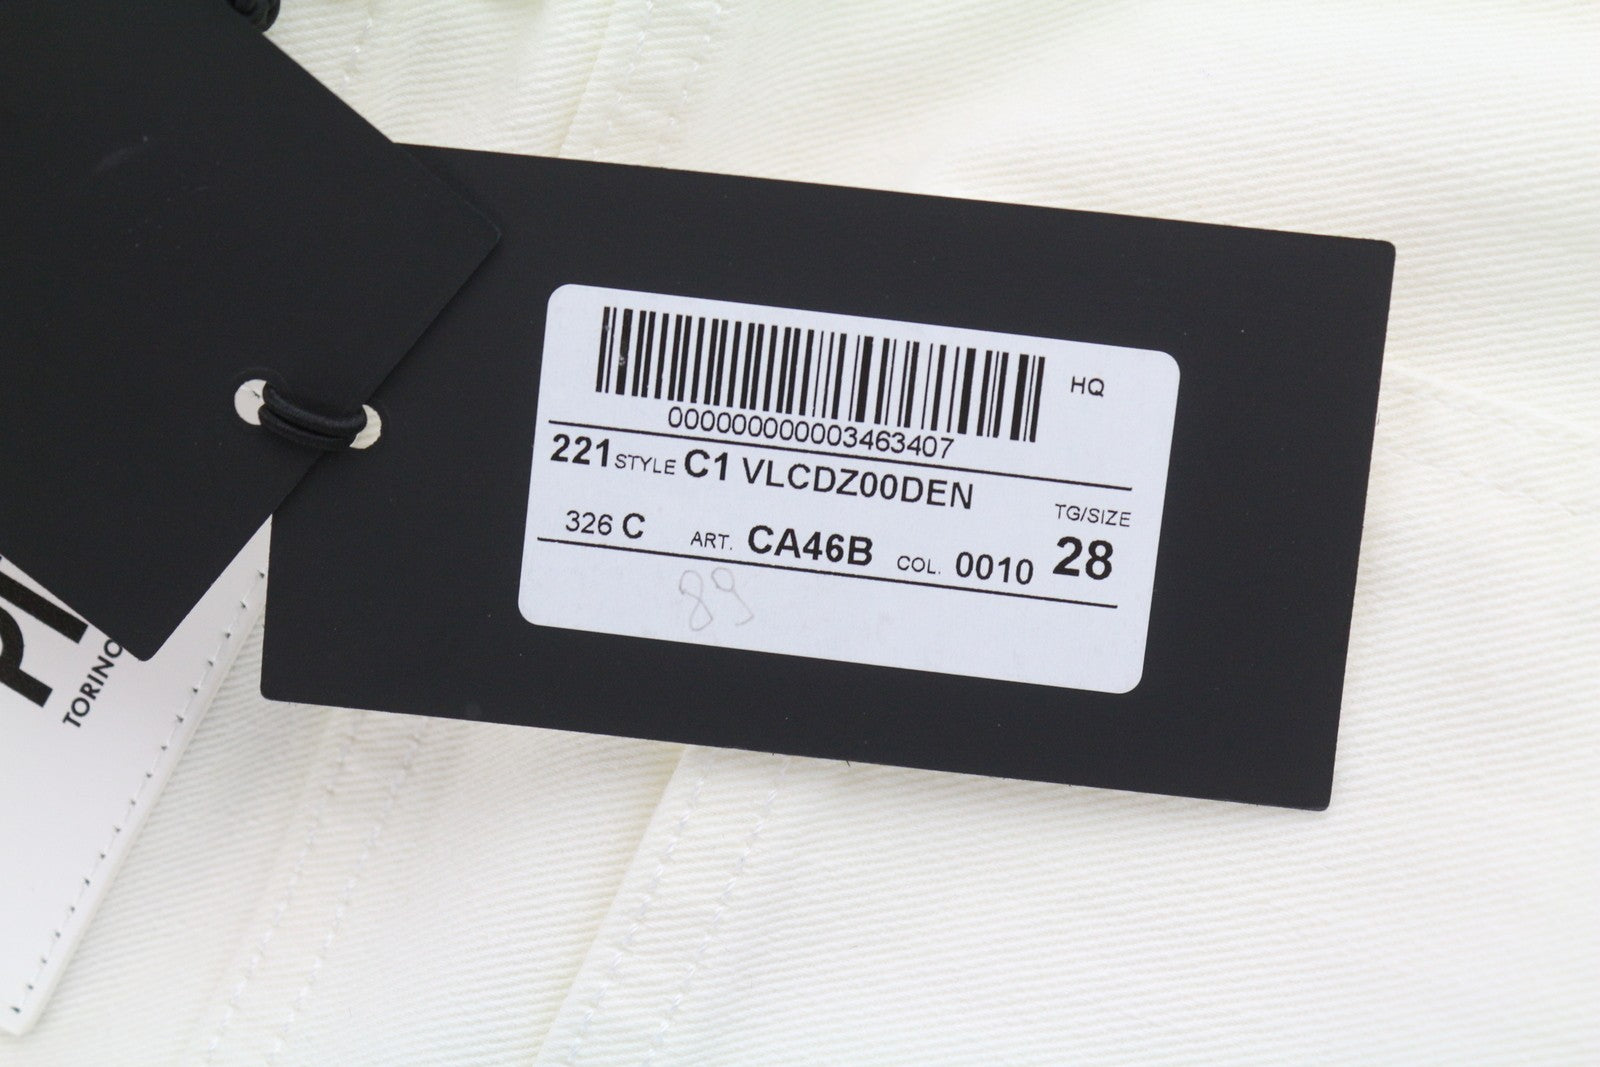 HQ
000000000003463407
221 STYLE C1 VLCDZ00DEN
TG/SIZE
326 C ART. CA46B COL. 0010 28
89
TORINO